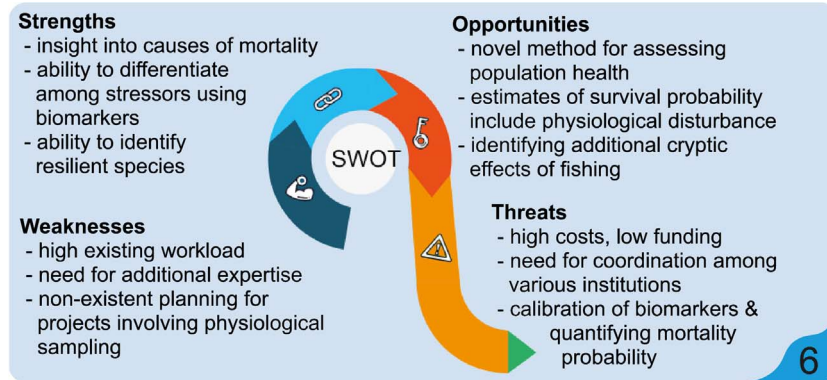 Strengths
- insight into causes of mortality
- ability to differentiate
among stressors using
biomarkers
- ability to identify
resilient species
Weaknesses
- high existing workload
- need for additional expertise
- non-existent planning for
projects involving physiological
sampling
SWOT
Opportunities
- novel method for assessing
population health
- estimates of survival probability
include physiological disturbance
- identifying additional cryptic
effects of fishing
Threats
- high costs, low funding
- need for coordination among
various institutions
- calibration of biomarkers &
quantifying mortality
probability
6